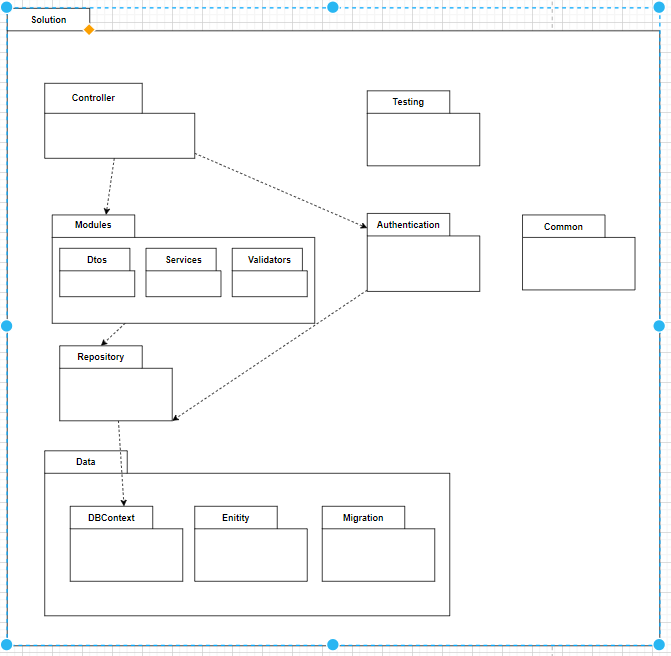 Solution
Controller
Testing
Modules
Authentication
Common
Dtos
Services
Validators
Repository
Data
DBContext
Enitity
Migration